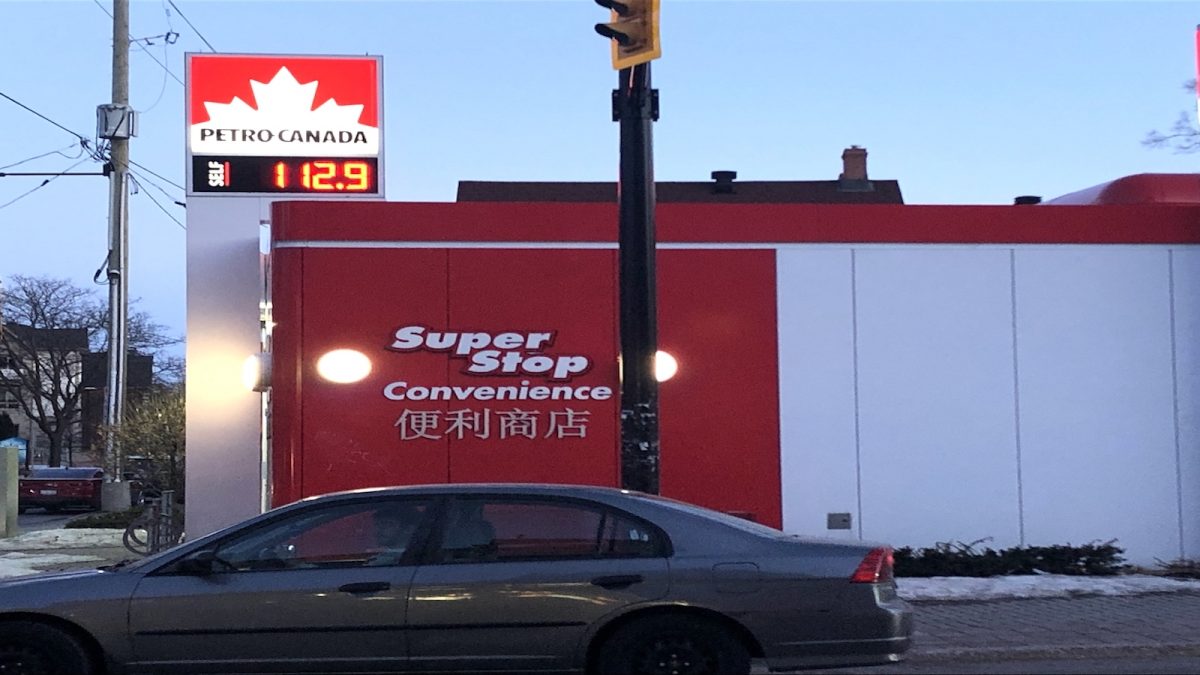 PETRO-CANADA
SELF 112.9
Super
Stop
Convenience
便利商店